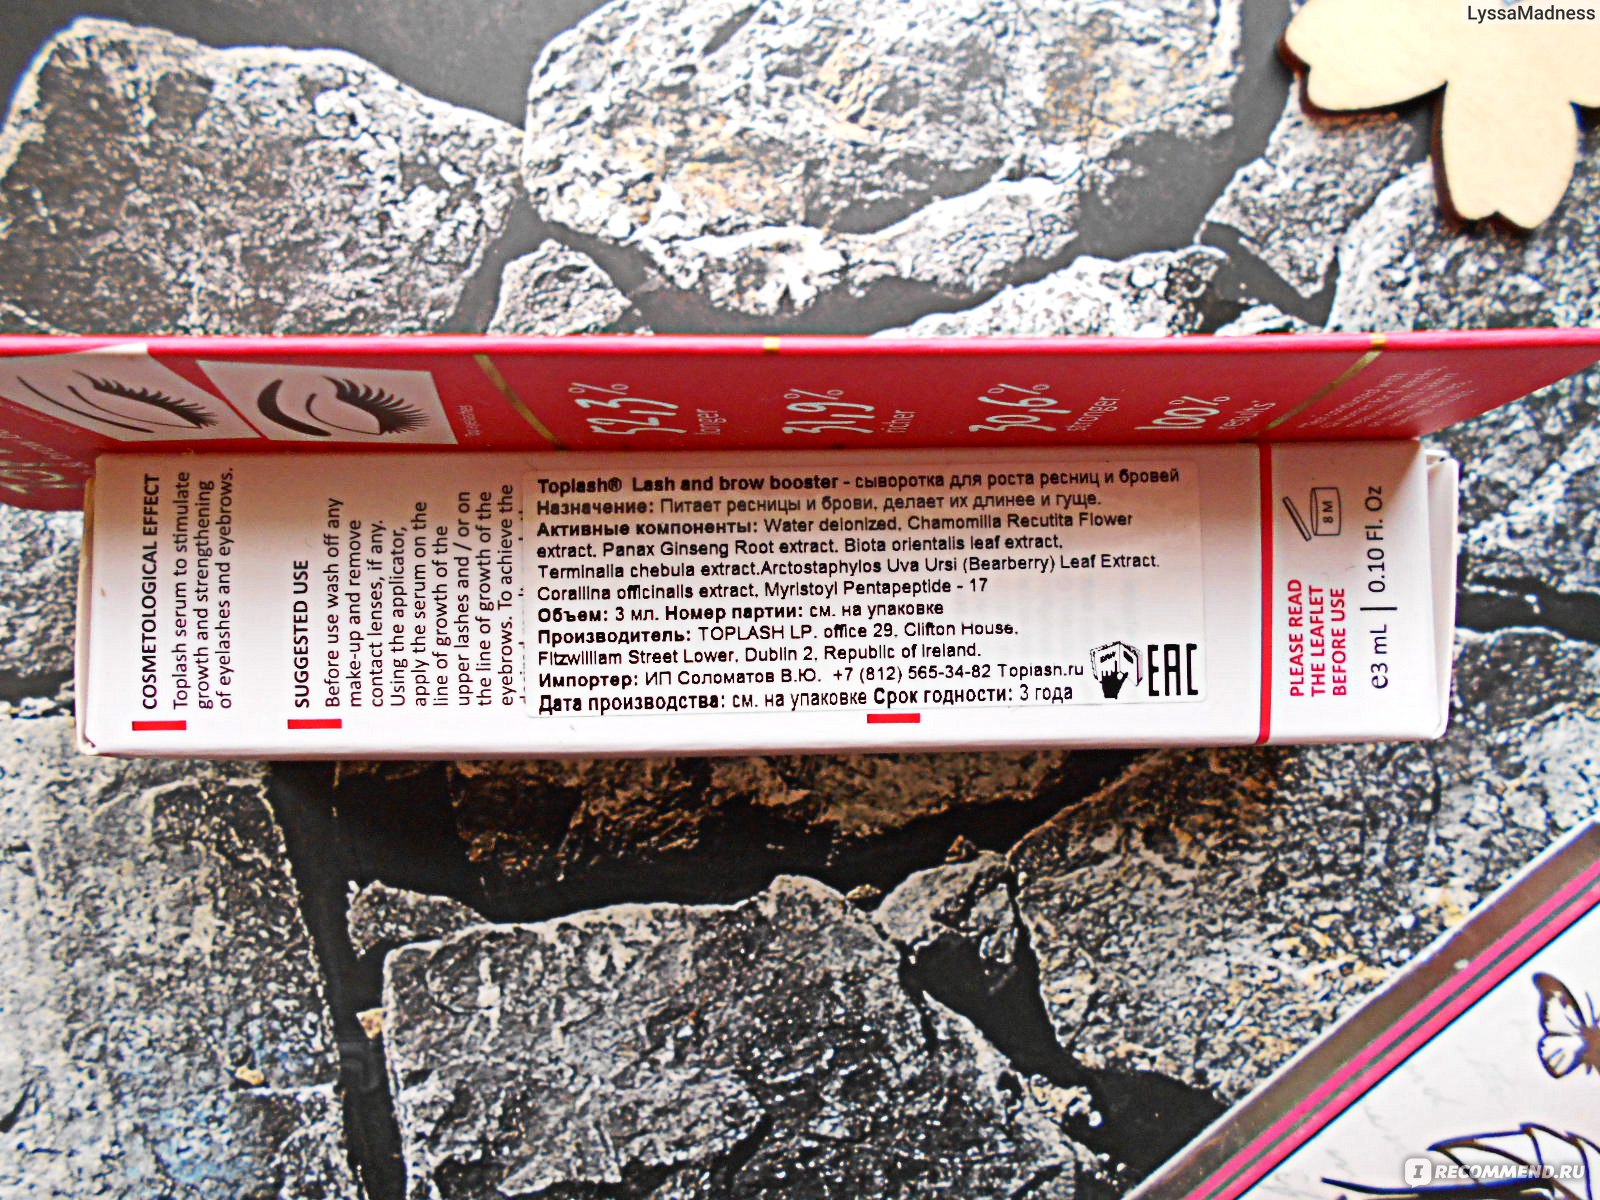 LyssaMadness
52,3%
longer
31,9%
richer
30,6%
stronger
100%
results*
COSMETOLOGICAL EFFECT
Toplash serum to stimulate
growth and strengthening
of eyelashes and eyebrows.
SUGGESTED USE
Before use wash off any
make-up and remove
contact lenses, if any.
Using the applicator,
apply the serum on the
line of growth of the
upper lashes and / or on
the line of growth of the
eyebrows. To achieve the
Toplash® Lash and brow booster - сыворотка для роста ресниц и бровей
Назначение: Питает ресницы и брови, делает их длинее и гуще.
Активные компоненты: Water deionized, Chamomilla Recutita Flower
extract, Panax Ginseng Root extract, Biota orientalis leaf extract,
Terminalia chebula extract.Arctostaphylos Uva Ursi (Bearberry) Leaf Extract.
Corallina officinalis extract, Myristoyl Pentapeptide - 17
Объем: 3 мл. Номер партии: см. на упаковке
Производитель: TOPLASH LP. office 29, Clifton House,
Fitzwilliam Street Lower, Dublin 2, Republic of Ireland.
Импортер: ИП Соломатов В.Ю. +7 (812) 565-34-82 Toplash.ru
Дата производства: см. на упаковке Срок годности: 3 года
EAC
PLEASE READ
THE LEAFLET
BEFORE USE
8M
e3 mL | 0.10 Fl. Oz
IRECOMMEND.RU